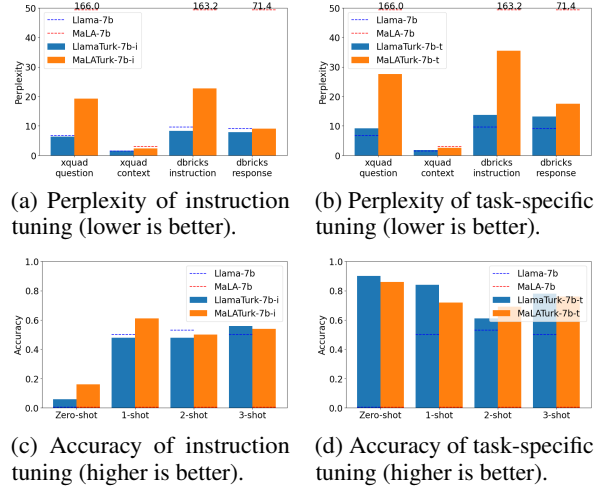 166.0 163.2 71.4
50
40
30
20
10
0
Perplexity
Llama-7b
MaLA-7b
LlamaTurk-7b-i
MaLATurk-7b-i
xquad question
xquad context
dbricks instruction
dbricks response
(a) Perplexity of instruction
tuning (lower is better).
166.0 163.2 71.4
50
40
30
20
10
0
Perplexity
Llama-7b
MaLA-7b
LlamaTurk-7b-t
MaLATurk-7b-t
xquad question
xquad context
dbricks instruction
dbricks response
(b) Perplexity of task-specific
tuning (lower is better).
1.0
0.8
0.6
0.4
0.2
0.0
Accuracy
Llama-7b
MaLA-7b
LlamaTurk-7b-i
MaLATurk-7b-i
Zero-shot 1-shot 2-shot 3-shot
(c) Accuracy of instruction
tuning (higher is better).
1.0
0.8
0.6
0.4
0.2
0.0
Accuracy
Llama-7b
MaLA-7b
LlamaTurk-7b-t
MaLATurk-7b-t
Zero-shot 1-shot 2-shot 3-shot
(d) Accuracy of task-specific
tuning (higher is better).